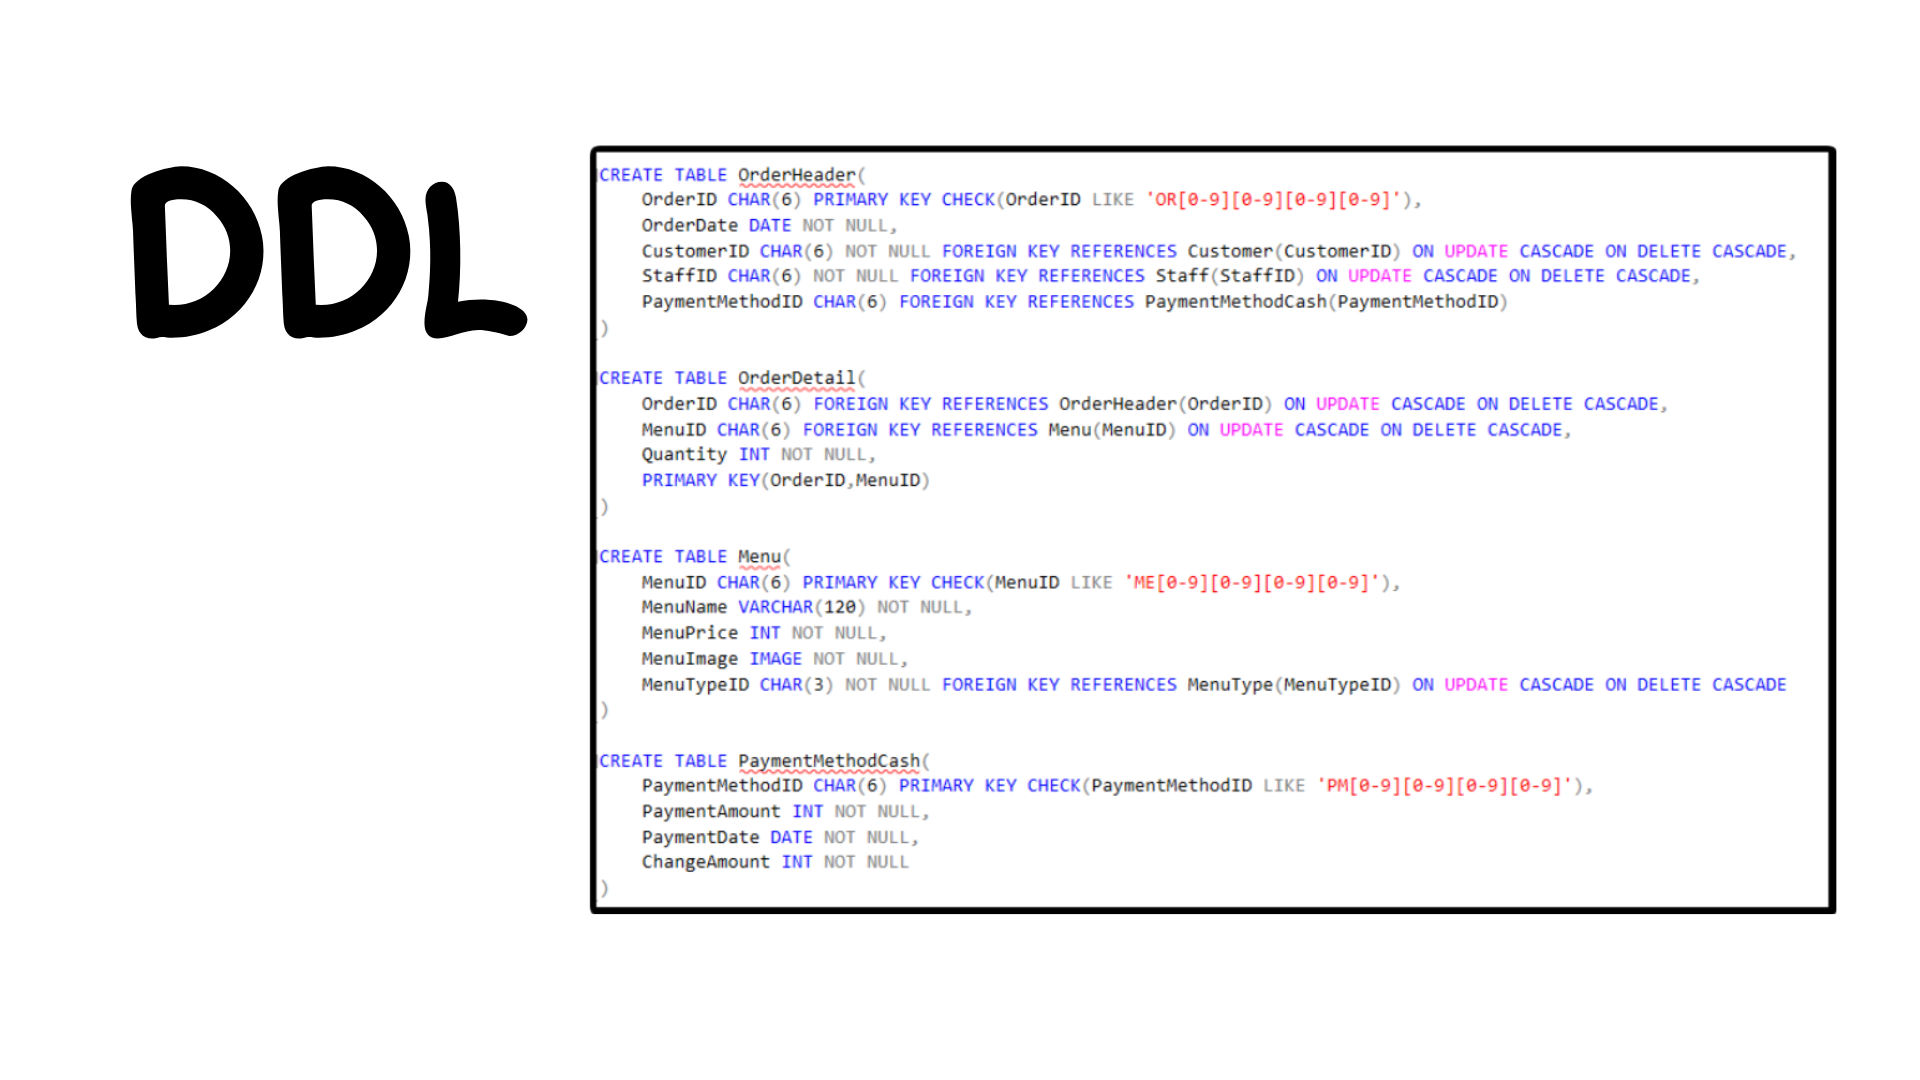 DDL
CREATE TABLE OrderHeader(
OrderID CHAR(6) PRIMARY KEY CHECK(OrderID LIKE 'OR[0-9][0-9][0-9][0-9]'),
OrderDate DATE NOT NULL,
CustomerID CHAR(6) NOT NULL FOREIGN KEY REFERENCES Customer(CustomerID) ON UPDATE CASCADE ON DELETE CASCADE,
StaffID CHAR(6) NOT NULL FOREIGN KEY REFERENCES Staff(StaffID) ON UPDATE CASCADE ON DELETE CASCADE,
PaymentMethodID CHAR(6) FOREIGN KEY REFERENCES PaymentMethodCash(PaymentMethodID)
)
CREATE TABLE OrderDetail(
OrderID CHAR(6) FOREIGN KEY REFERENCES OrderHeader(OrderID) ON UPDATE CASCADE ON DELETE CASCADE,
MenuID CHAR(6) FOREIGN KEY REFERENCES Menu(MenuID) ON UPDATE CASCADE ON DELETE CASCADE,
Quantity INT NOT NULL,
PRIMARY KEY(OrderID,MenuID)
)
CREATE TABLE Menu(
MenuID CHAR(6) PRIMARY KEY CHECK(MenuID LIKE 'ME[0-9][0-9][0-9][0-9]'),
MenuName VARCHAR(120) NOT NULL,
MenuPrice INT NOT NULL,
MenuImage IMAGE NOT NULL,
MenuTypeID CHAR(3) NOT NULL FOREIGN KEY REFERENCES MenuType(MenuTypeID) ON UPDATE CASCADE ON DELETE CASCADE
)
CREATE TABLE PaymentMethodCash(
PaymentMethodID CHAR(6) PRIMARY KEY CHECK(PaymentMethodID LIKE 'PM[0-9][0-9][0-9][0-9]'),
PaymentAmount INT NOT NULL,
PaymentDate DATE NOT NULL,
ChangeAmount INT NOT NULL
)